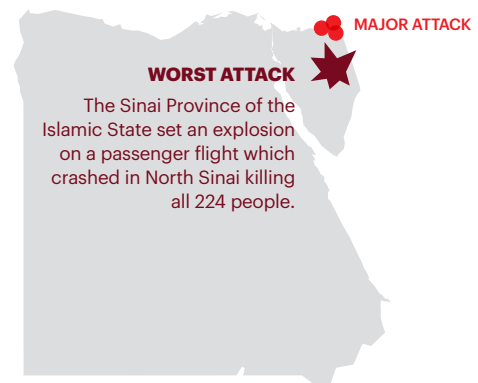 MAJOR ATTACK
WORST ATTACK
The Sinai Province of the
Islamic State set an explosion
on a passenger flight which
crashed in North Sinai killing
all 224 people.